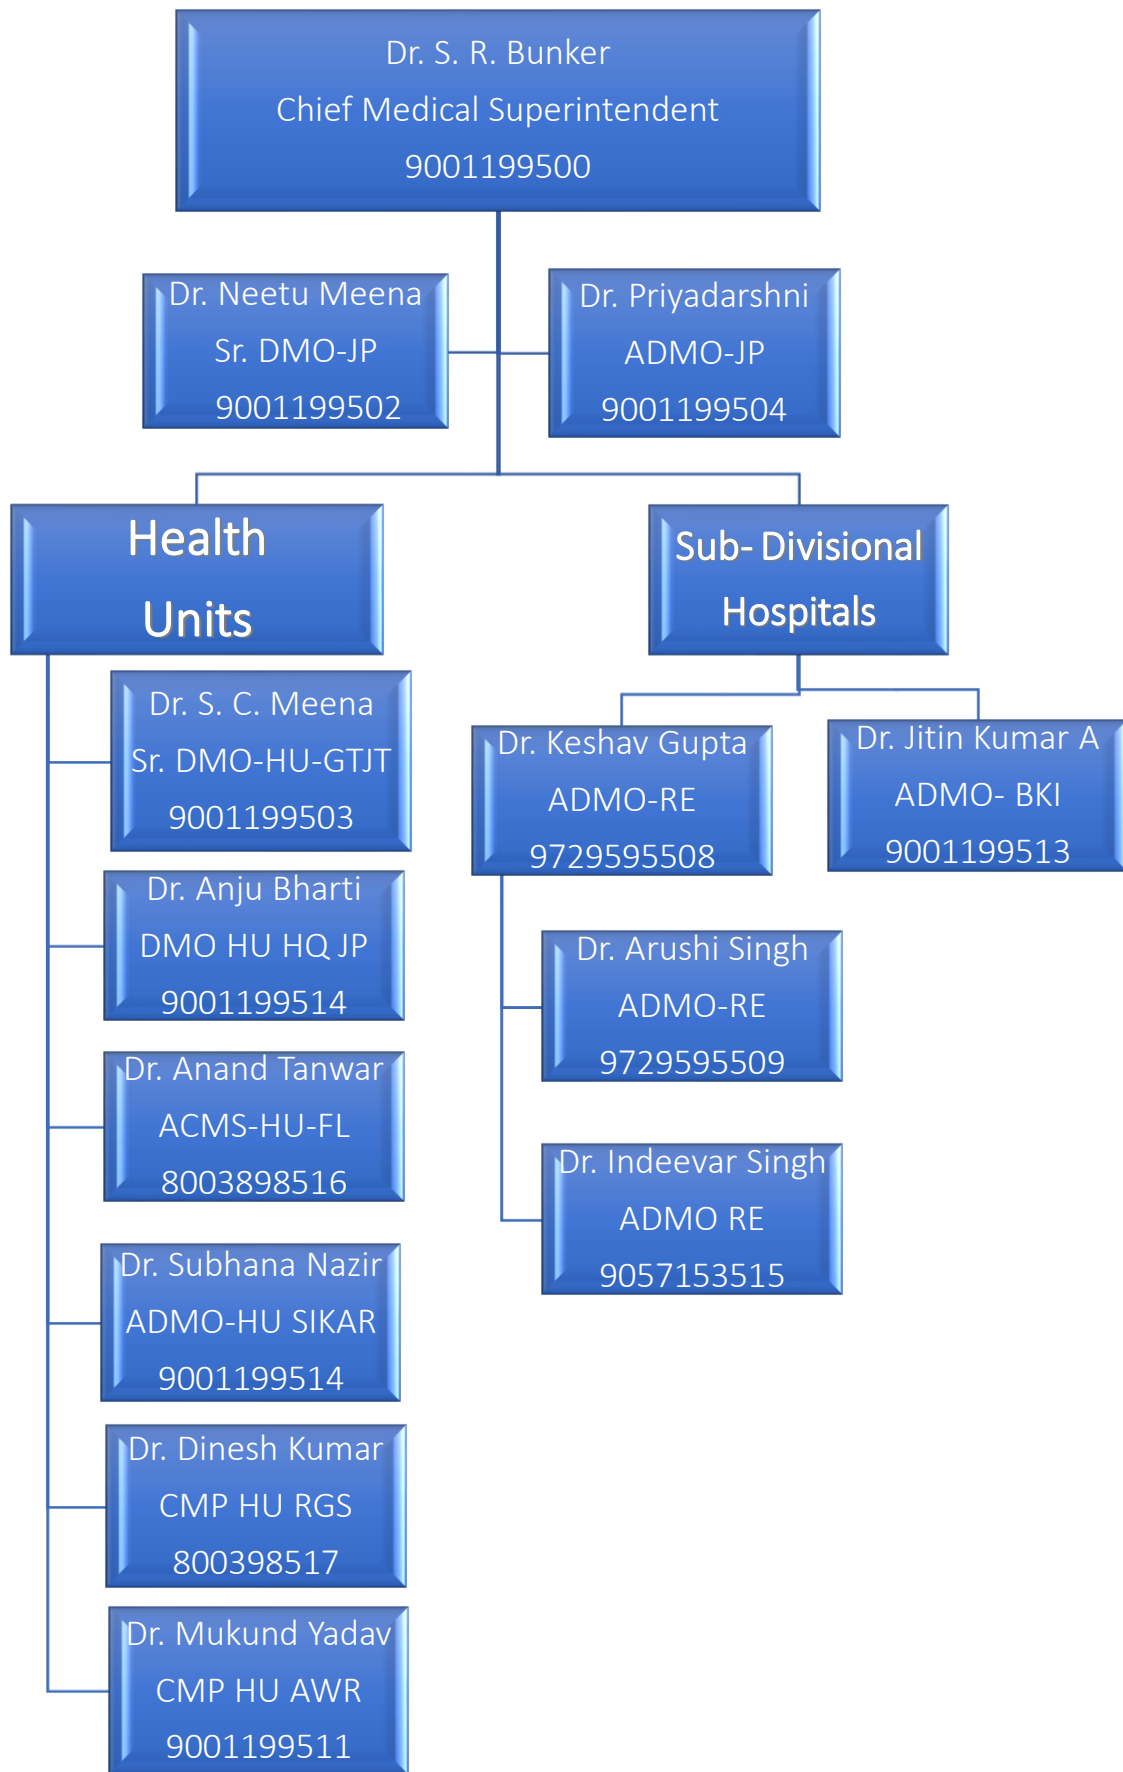 Dr. S. R. Bunker
Chief Medical Superintendent
9001199500
Dr. Neetu Meena
Sr. DMO-JP
9001199502
Dr. Priyadarshni
ADMO-JP
9001199504
Health
Units
Dr. S. C. Meena
Sr. DMO-HU-GTJT
9001199503
Dr. Anju Bharti
DMO HU HQ JP
9001199514
Dr. Anand Tanwar
ACMS-HU-FL
8003898516
Dr. Subhana Nazir
ADMO-HU SIKAR
9001199514
Dr. Dinesh Kumar
CMP HU RGS
800398517
Dr. Mukund Yadav
CMP HU AWR
9001199511
Sub- Divisional
Hospitals
Dr. Keshav Gupta
ADMO-RE
9729595508
Dr. Arushi Singh
ADMO-RE
9729595509
Dr. Indeevar Singh
ADMO RE
9057153515
Dr. Jitin Kumar A
ADMO- BKI
9001199513